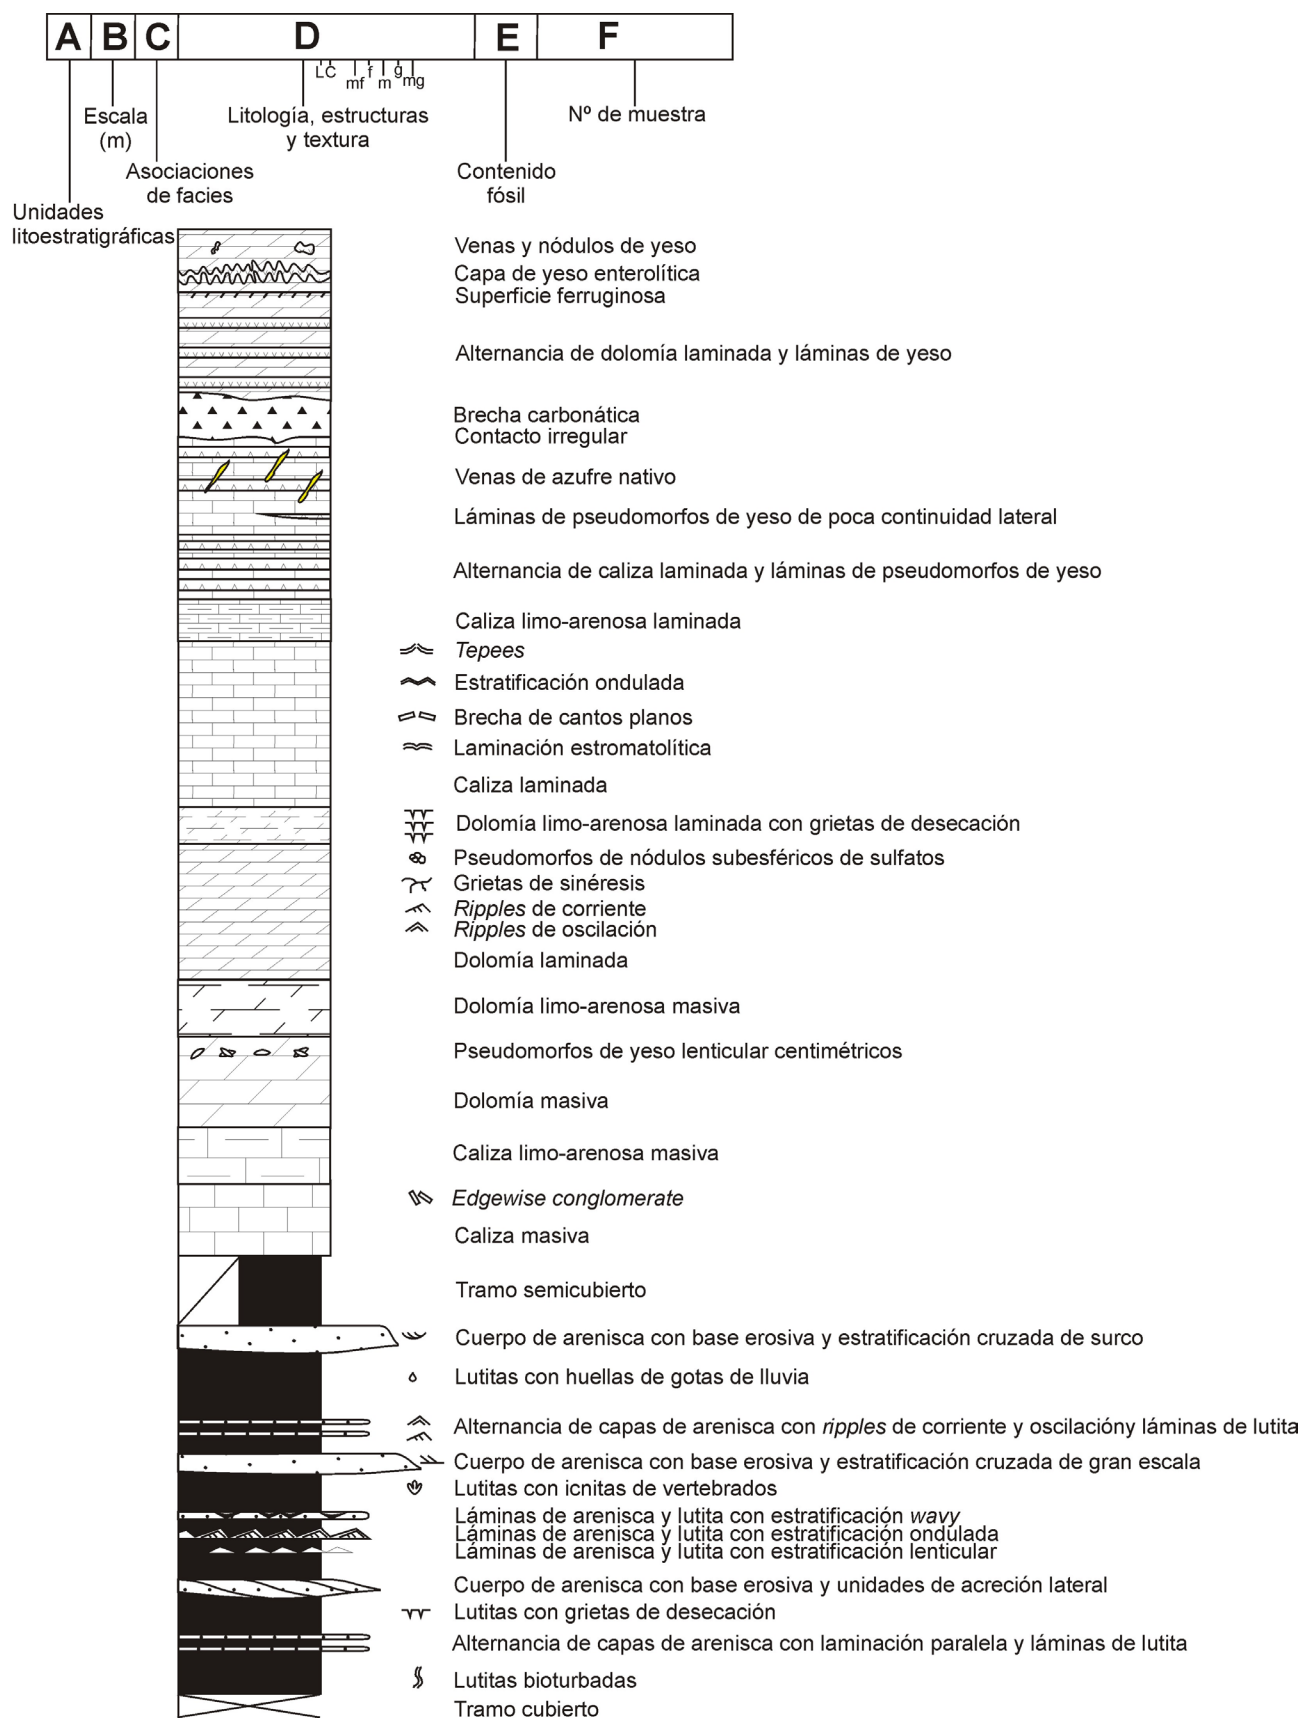 A B C D E F
LC mf f m g mg
Escala
(m)
Litología, estructuras
y textura
Nº de muestra
Asociaciones
de facies
Contenido
fósil
Unidades
litoestratigráficas
Venas y nódulos de yeso
Capa de yeso enterolítica
Superficie ferruginosa
Alternancia de dolomía laminada y láminas de yeso
Brecha carbonática
Contacto irregular
Venas de azufre nativo
Láminas de pseudomorfos de yeso de poca continuidad lateral
Alternancia de caliza laminada y láminas de pseudomorfos de yeso
Caliza limo-arenosa laminada
Tepees
Estratificación ondulada
Brecha de cantos planos
Laminación estromatolítica
Caliza laminada
Dolomía limo-arenosa laminada con grietas de desecación
Pseudomorfos de nódulos subesféricos de sulfatos
Grietas de sinéresis
Ripples de corriente
Ripples de oscilación
Dolomía laminada
Dolomía limo-arenosa masiva
Pseudomorfos de yeso lenticular centimétricos
Dolomía masiva
Caliza limo-arenosa masiva
Edgewise conglomerate
Caliza masiva
Tramo semicubierto
Cuerpo de arenisca con base erosiva y estratificación cruzada de surco
Lutitas con huellas de gotas de lluvia
Alternancia de capas de arenisca con ripples de corriente y oscilacióny láminas de lutita
Cuerpo de arenisca con base erosiva y estratificación cruzada de gran escala
Lutitas con icnitas de vertebrados
Láminas de arenisca y lutita con estratificación wavy
Láminas de arenisca y lutita con estratificación ondulada
Láminas de arenisca y lutita con estratificación lenticular
Cuerpo de arenisca con base erosiva y unidades de acreción lateral
Lutitas con grietas de desecación
Alternancia de capas de arenisca con laminación paralela y láminas de lutita
Lutitas bioturbadas
Tramo cubierto